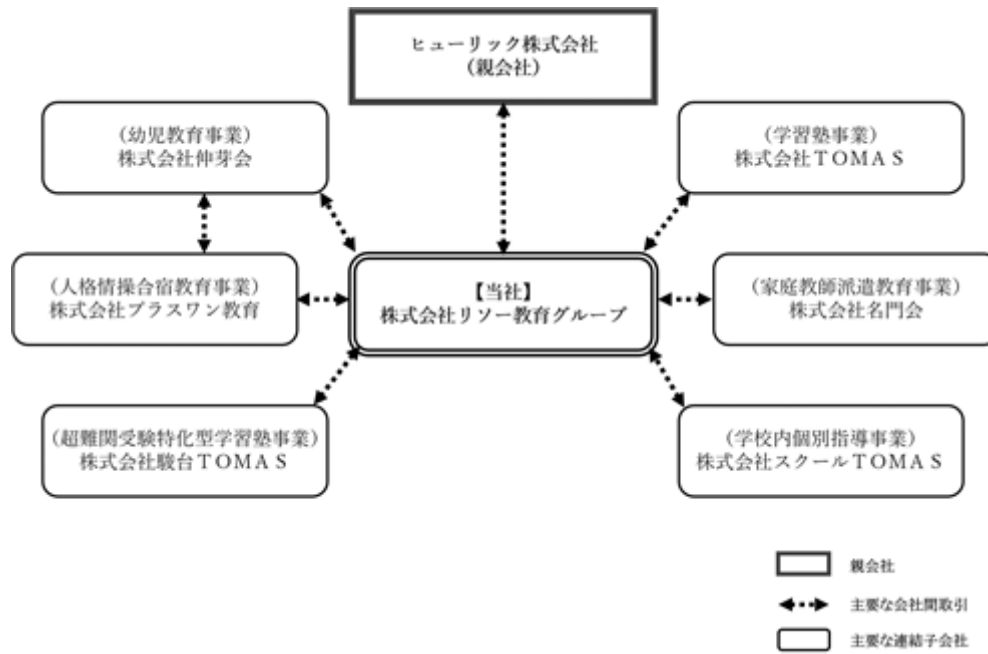 ヒューリック株式会社
(親会社)
(幼児教育事業)
株式会社伸芽会
(学習塾事業)
株式会社TOMAS
(人格情操合宿教育事業)
株式会社プラスワン教育
【当社】
株式会社リソー教育グループ
(家庭教師派遣教育事業)
株式会社名門会
(超難関受験特化型学習塾事業)
株式会社駿台TOMAS
(学校内個別指導事業)
株式会社スクールTOMAS
親会社
主要な会社間取引
主要な連結子会社